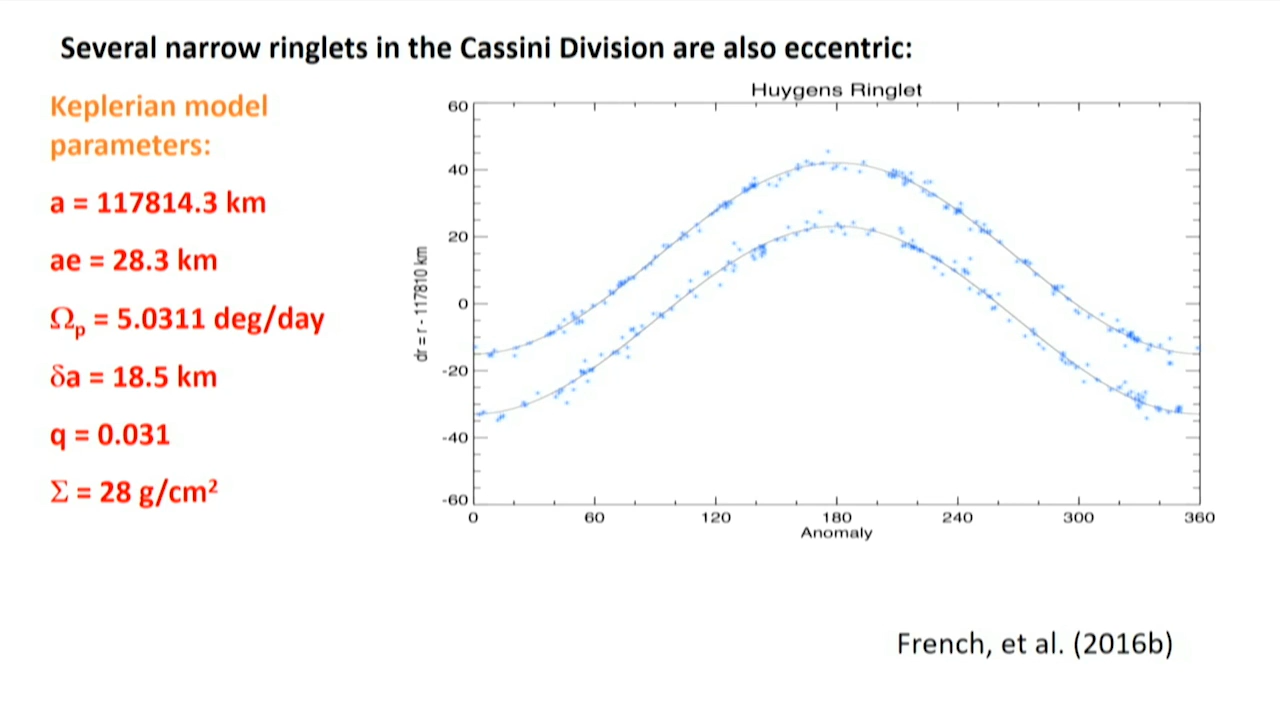 Several narrow ringlets in the Cassini Division are also eccentric:
Keplerian model
parameters:
a = 117814.3 km
ae = 28.3 km
Ωp = 5.0311 deg/day
δa = 18.5 km
q = 0.031
Σ = 28 g/cm²
Huygens Ringlet
60
40
20
0
-20
-40
-60
dr = r - 117810 km
0 60 120 180 240 300 360
Anomaly
French, et al. (2016b)